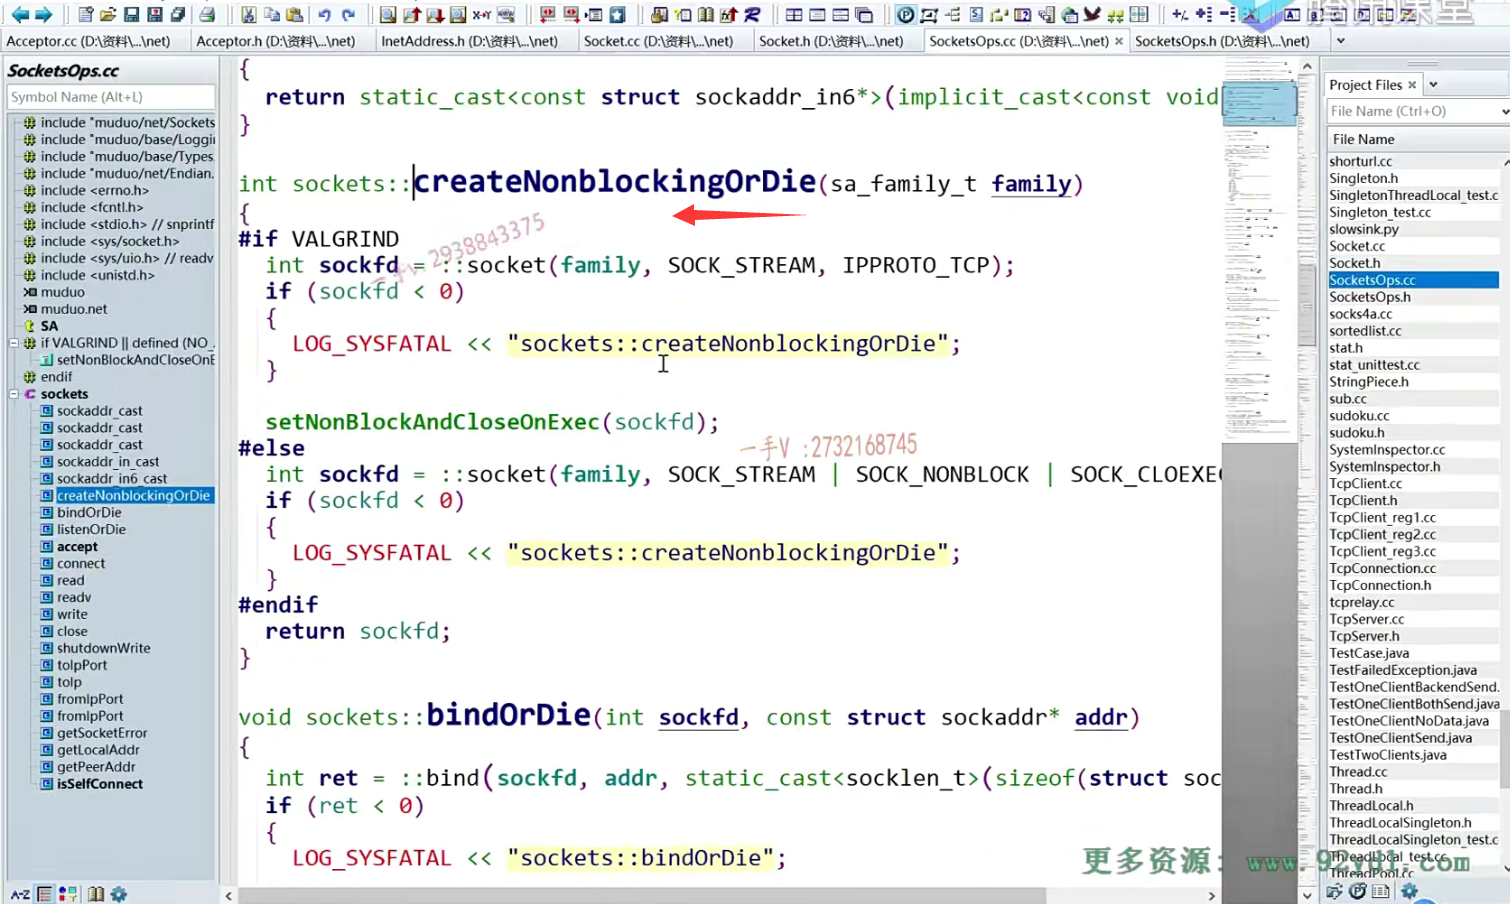 腾讯课堂
Acceptor.cc (D:\资料\...\net)
Acceptor.h (D:\资料\...\net)
InetAddress.h (D:\资料\...\net)
Socket.cc (D:\资料\...\net)
Socket.h (D:\资料\...\net)
SocketsOps.cc (D:\资料\...\net)
SocketsOps.h (D:\资料\...\net)
SocketsOps.cc
Symbol Name (Alt+L)
include "muduo/net/Sockets
include "muduo/base/Loggi
include "muduo/base/Types
include "muduo/net/Endian.
include <errno.h>
include <fcntl.h>
include <stdio.h> // snprintf
include <sys/socket.h>
include <sys/uio.h> // readv
include <unistd.h>
muduo
muduo.net
SA
if VALGRIND || defined (NO_
setNonBlockAndCloseOnE
endif
sockets
sockaddr_cast
sockaddr_cast
sockaddr_cast
sockaddr_in_cast
sockaddr_in6_cast
createNonblockingOrDie
bindOrDie
listenOrDie
accept
connect
read
readv
write
close
shutdownWrite
toIpPort
toIp
fromIpPort
fromIpPort
getSocketError
getLocalAddr
getPeerAddr
isSelfConnect
{
return static_cast<const struct sockaddr_in6*>(implicit_cast<const void
}
int sockets::createNonblockingOrDie(sa_family_t family)
{
#if VALGRIND
int sockfd = ::socket(family, SOCK_STREAM, IPPROTO_TCP);
if (sockfd < 0)
{
LOG_SYSFATAL << "sockets::createNonblockingOrDie";
}
setNonBlockAndCloseOnExec(sockfd);
#else
int sockfd = ::socket(family, SOCK_STREAM | SOCK_NONBLOCK | SOCK_CLOEXEC
if (sockfd < 0)
{
LOG_SYSFATAL << "sockets::createNonblockingOrDie";
}
#endif
return sockfd;
}
void sockets::bindOrDie(int sockfd, const struct sockaddr* addr)
{
int ret = ::bind(sockfd, addr, static_cast<socklen_t>(sizeof(struct soc
if (ret < 0)
{
LOG_SYSFATAL << "sockets::bindOrDie";
一手V :2938843375
一手V :2732168745
Project Files
File Name (Ctrl+O)
File Name
shorturl.cc
Singleton.h
SingletonThreadLocal_test.c
Singleton_test.cc
slowsink.py
Socket.cc
Socket.h
SocketsOps.cc
SocketsOps.h
socks4a.cc
sortedlist.cc
stat.h
stat_unittest.cc
StringPiece.h
sub.cc
sudoku.cc
sudoku.h
SystemInspector.cc
SystemInspector.h
TcpClient.cc
TcpClient.h
TcpClient_reg1.cc
TcpClient_reg2.cc
TcpClient_reg3.cc
TcpConnection.cc
TcpConnection.h
tcprelay.cc
TcpServer.cc
TcpServer.h
TestCase.java
TestFailedException.java
TestOneClientBackendSend.
TestOneClientBothSend.java
TestOneClientNoData.java
TestOneClientSend.java
TestTwoClients.java
Thread.cc
Thread.h
ThreadLocal.h
ThreadLocalSingleton.h
ThreadLocalSingleton_test.c
ThreadLocal_test.cc
ThreadPool.cc
更多资源: www.92yd1.com
A-Z